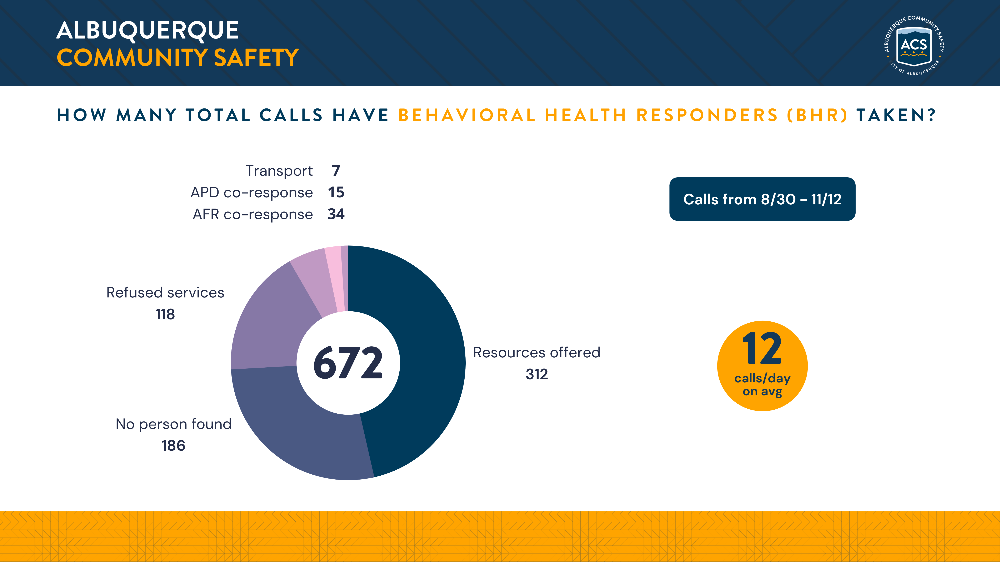 ALBUQUERQUE
COMMUNITY SAFETY
ALBUQUERQUE COMMUNITY SAFETY
ACS
CITY OF ALBUQUERQUE
HOW MANY TOTAL CALLS HAVE BEHAVIORAL HEALTH RESPONDERS (BHR) TAKEN?
Transport 7
APD co-response 15
AFR co-response 34
Calls from 8/30 - 11/12
Refused services
118
672
Resources offered
312
12
calls/day
on avg
No person found
186